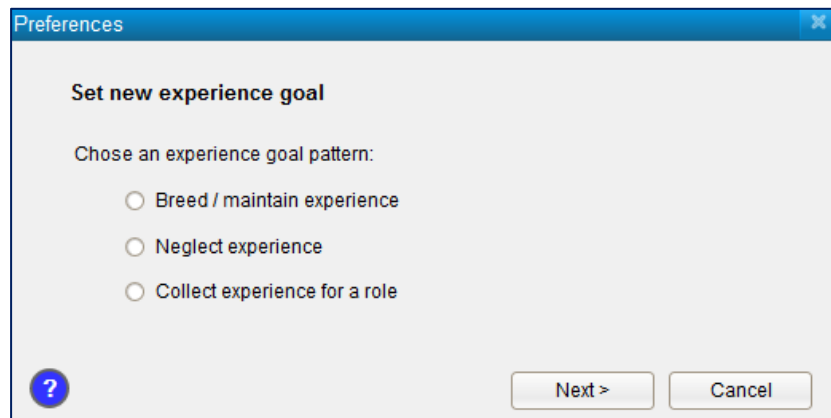 Preferences
Set new experience goal
Chose an experience goal pattern:
Breed / maintain experience
Neglect experience
Collect experience for a role
?
Next >
Cancel